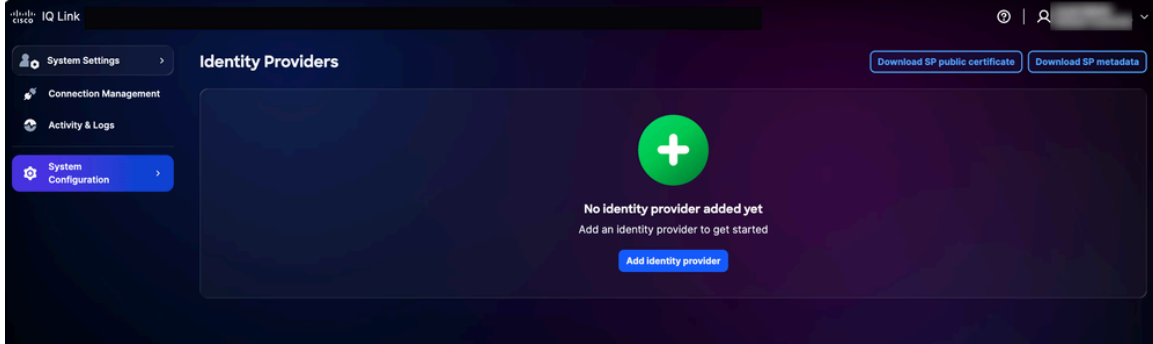 CISCO IQ Link
System Settings
Identity Providers
Download SP public certificate
Download SP metadata
Connection Management
Activity & Logs
System
Configuration
No identity provider added yet
Add an identity provider to get started
Add identity provider